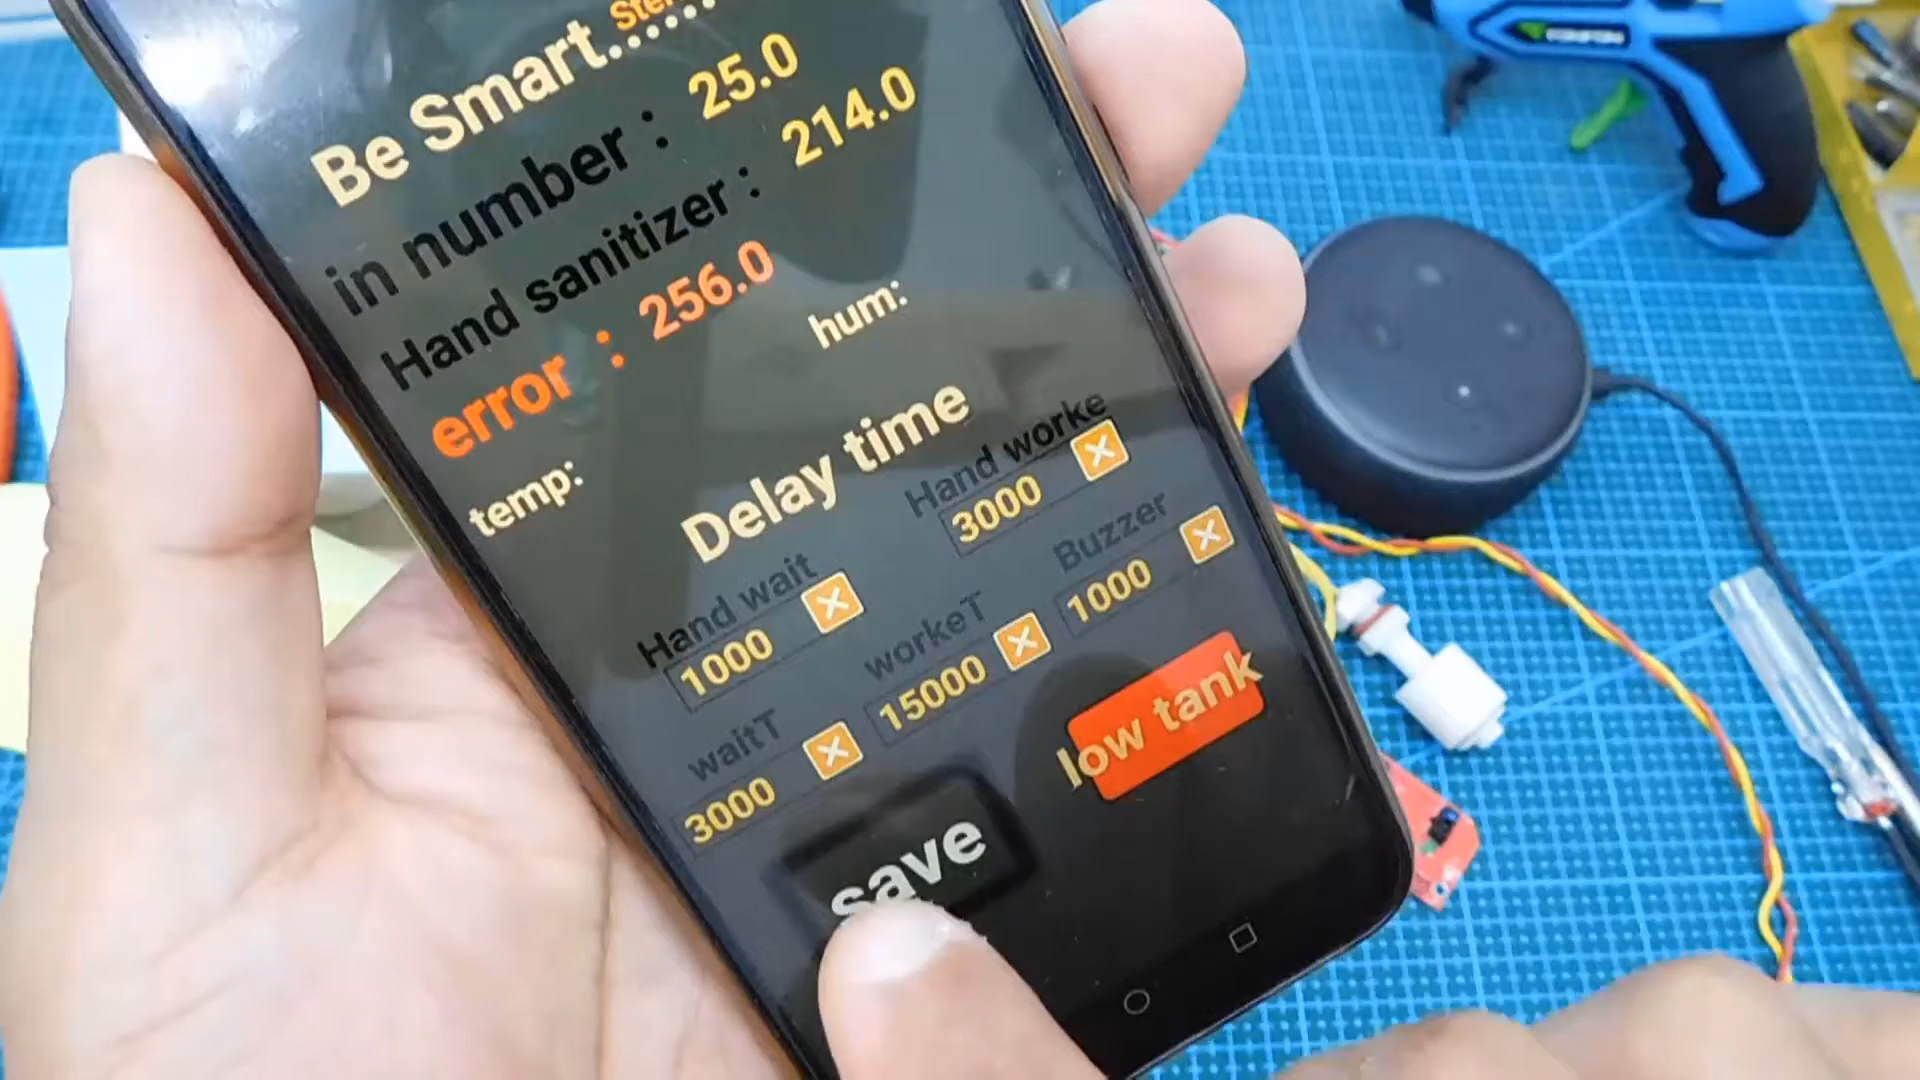 Be Smart......
in number : 25.0
Hand sanitizer : 214.0
error : 256.0
temp:
hum:
Delay time
Hand wait
1000
Hand worke
3000
waitT
3000
workeT
15000
Buzzer
1000
low tank
save